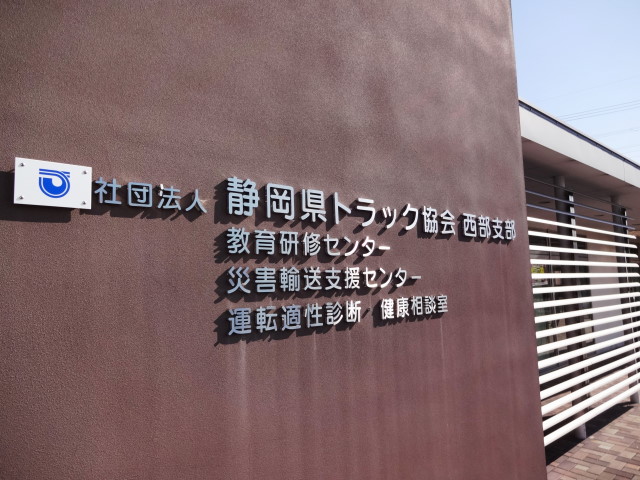 社団法人 静岡県トラック協会 西部支部
教育研修センター
災害輸送支援センター
運転適性診断 健康相談室